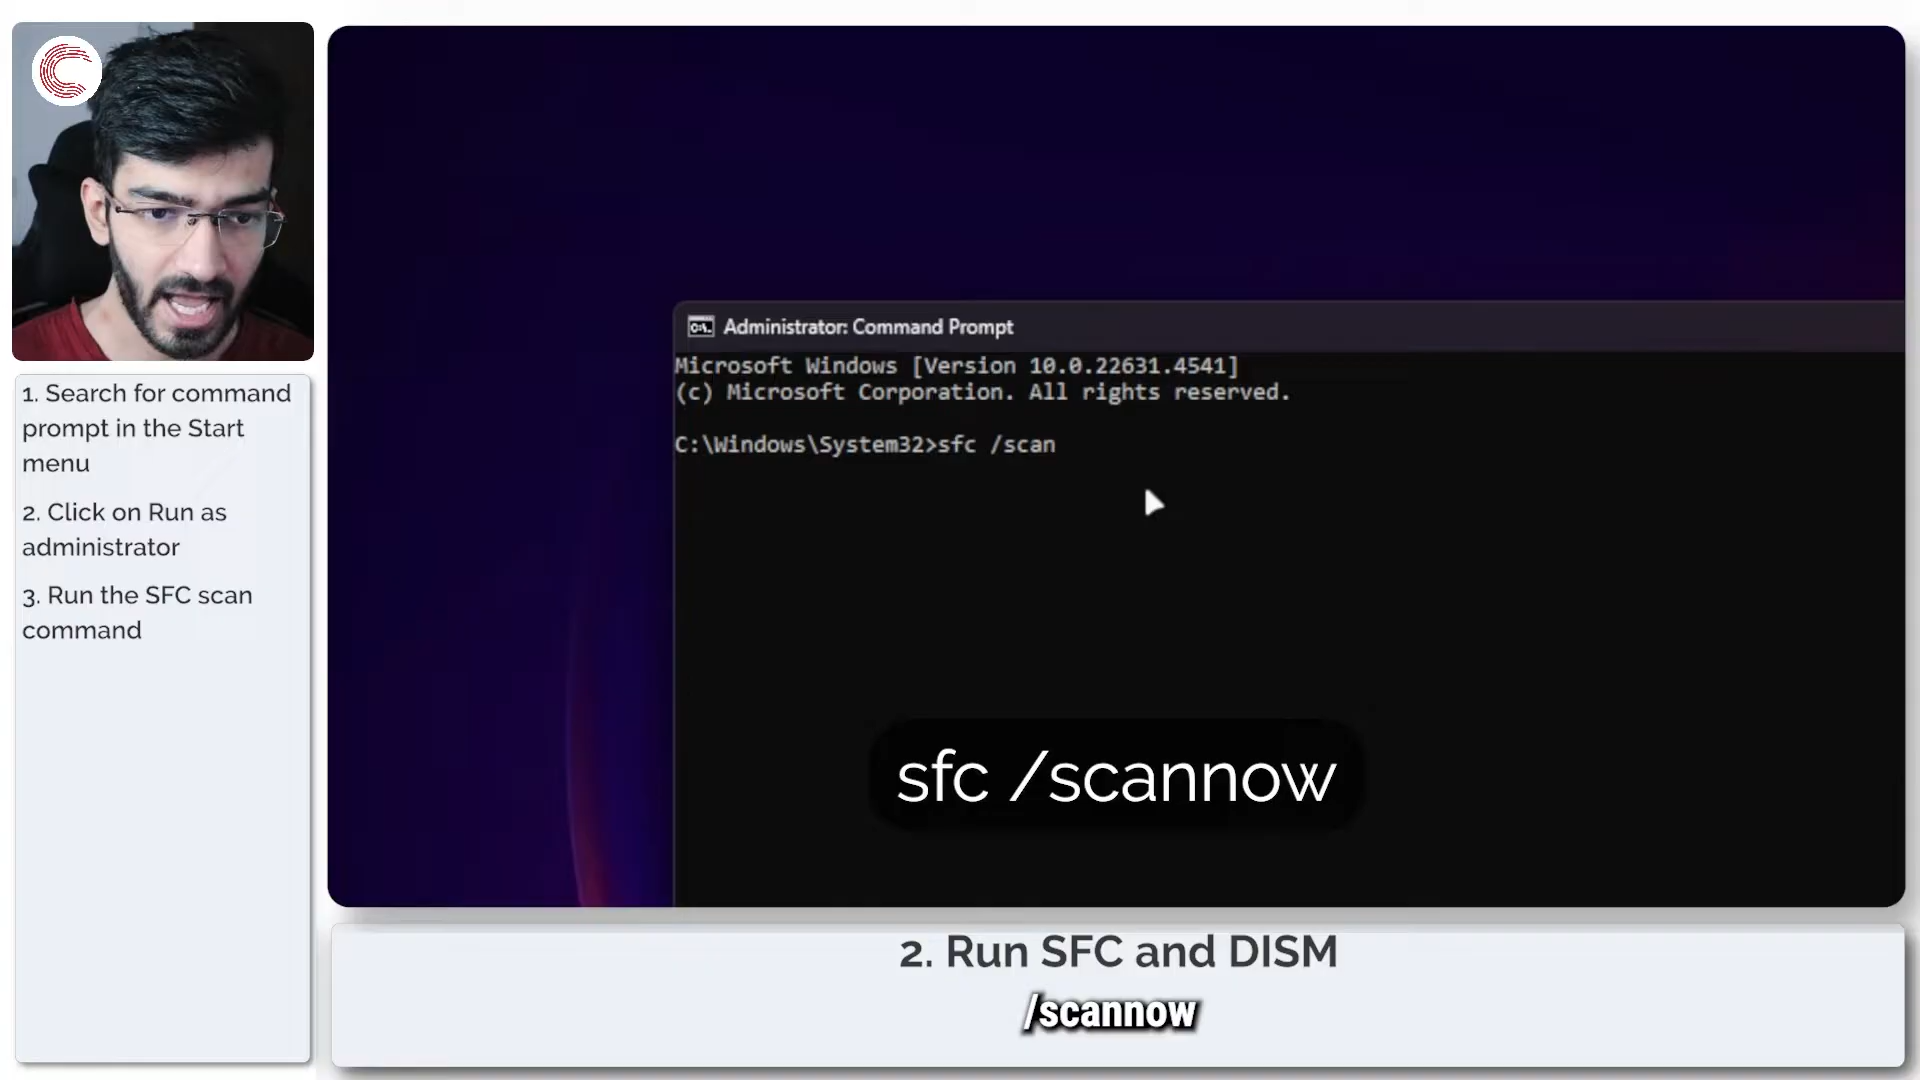 1. Search for command
prompt in the Start
menu
2. Click on Run as
administrator
3. Run the SFC scan
command
Administrator: Command Prompt
Microsoft Windows [Version 10.0.22631.4541]
(c) Microsoft Corporation. All rights reserved.
C:\Windows\System32>sfc /scan
sfc /scannow
2. Run SFC and DISM
/scannow